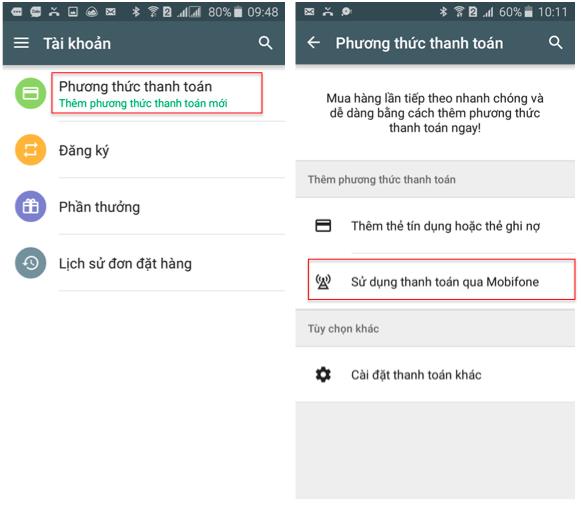 80% 09:48
Tài khoản
Phương thức thanh toán
Thêm phương thức thanh toán mới
Đăng ký
Phần thưởng
Lịch sử đơn đặt hàng
2 60% 10:11
Phương thức thanh toán
Mua hàng lần tiếp theo nhanh chóng và
dễ dàng bằng cách thêm phương thức
thanh toán ngay!
Thêm phương thức thanh toán
Thêm thẻ tín dụng hoặc thẻ ghi nợ
Sử dụng thanh toán qua Mobifone
Tùy chọn khác
Cài đặt thanh toán khác